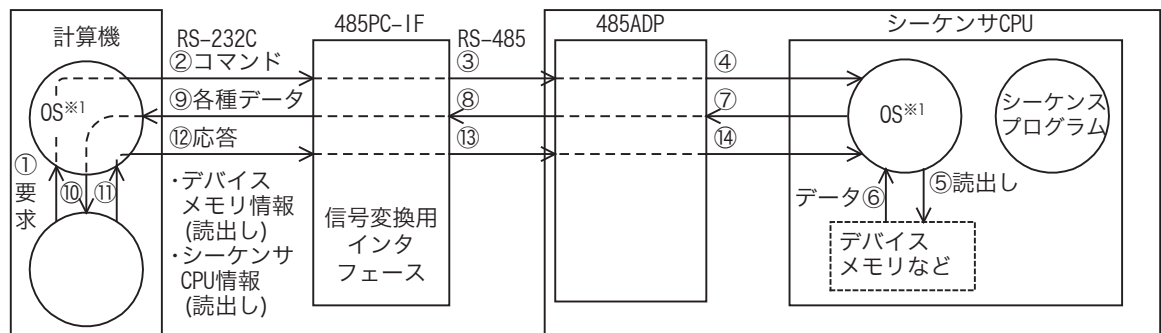 計算機
RS-232C
485PC-IF
RS-485
485ADP
シーケンサCPU
②コマンド
③
④
OS※1
⑨各種データ
⑧
⑦
OS※1
シーケンス
プログラム
⑫応答
⑬
⑭
①
要
求
⑩
⑪
・デバイス
メモリ情報
(読出し)
・シーケンサ
CPU情報
(読出し)
信号変換用
インタ
フェース
データ⑥
⑤読出し
デバイス
メモリなど